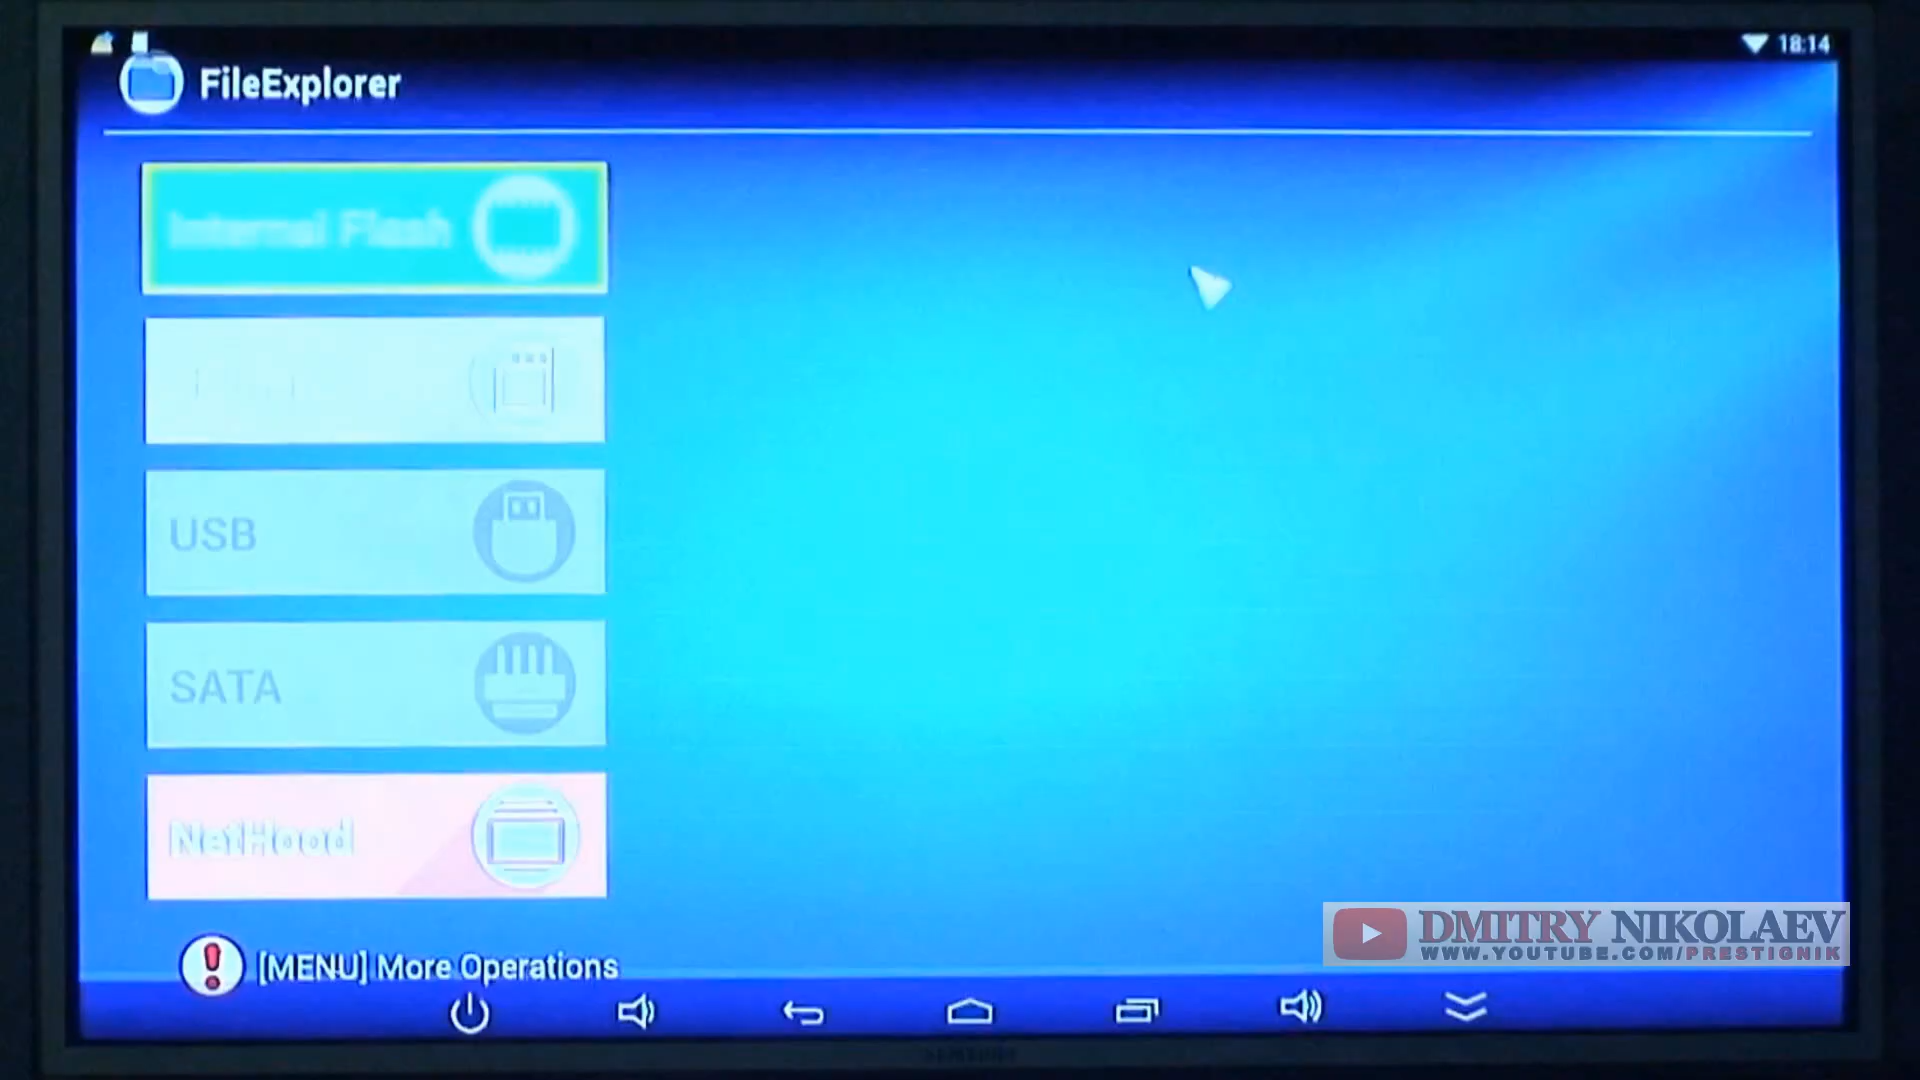 18:14
FileExplorer
Internal Flash
USB
SATA
NetHood
[MENU] More Operations
DMITRY NIKOLAEV
WWW.YOUTUBE.COM/PRESTIGNIK